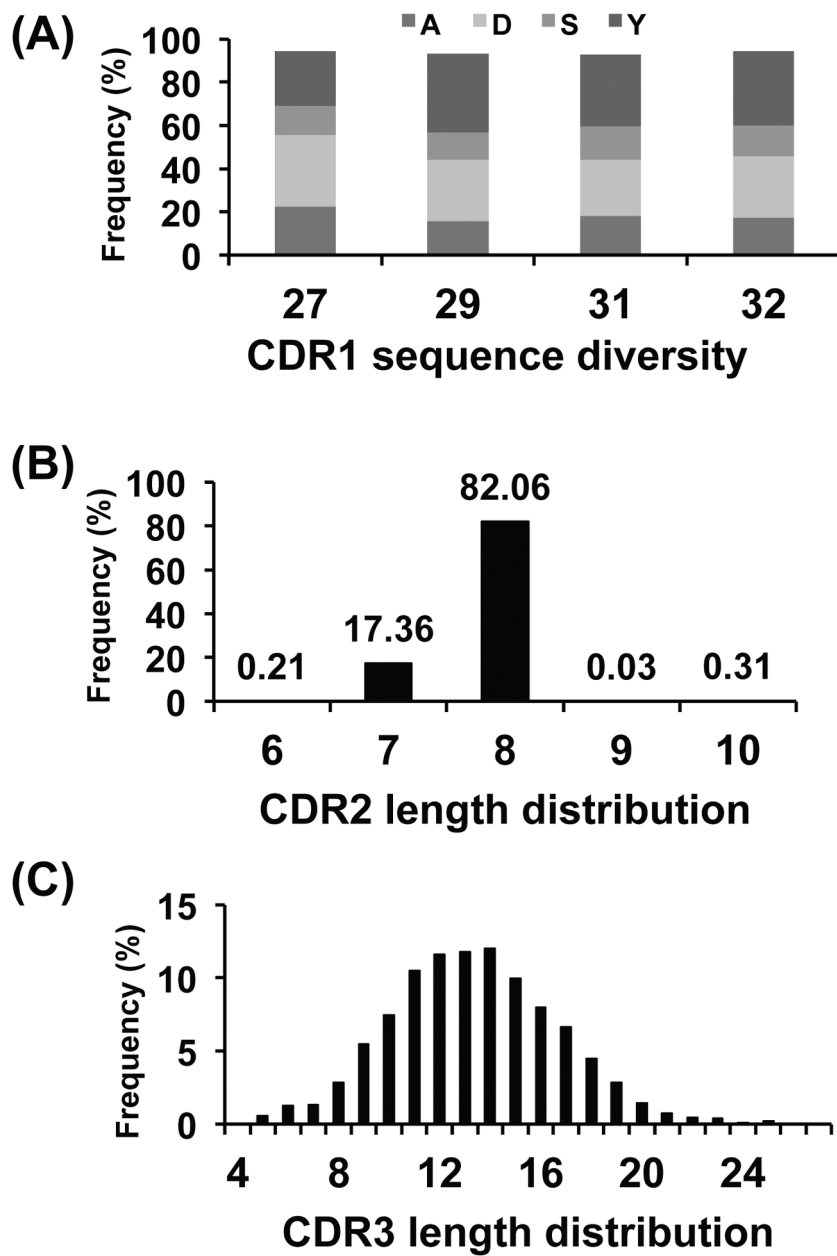 (A)
A D S Y
Frequency (%)
100
80
60
40
20
0
27 29 31 32
CDR1 sequence diversity
(B)
Frequency (%)
100
80
60
40
20
0
0.21 17.36 82.06 0.03 0.31
6 7 8 9 10
CDR2 length distribution
(C)
Frequency (%)
15
10
5
0
4 8 12 16 20 24
CDR3 length distribution